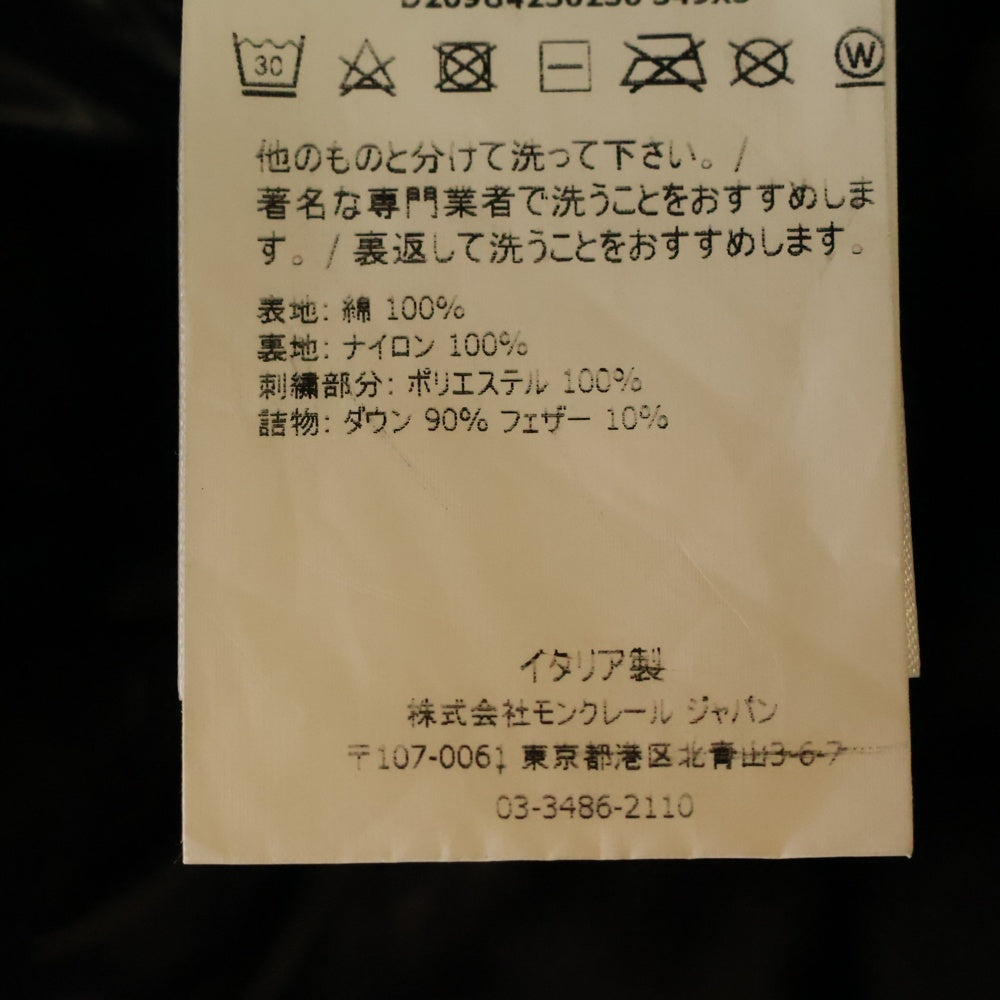 30
W
他のものと分けて洗って下さい。/
著名な専門業者で洗うことをおすすめしま
す。/ 裏返して洗うことをおすすめします。
表地: 綿 100%
裏地: ナイロン 100%
刺繍部分: ポリエステル 100%
詰物: ダウン 90% フェザー 10%
イタリア製
株式会社モンクレール ジャパン
〒107-0061 東京都港区北青山3-6-7
03-3486-2110